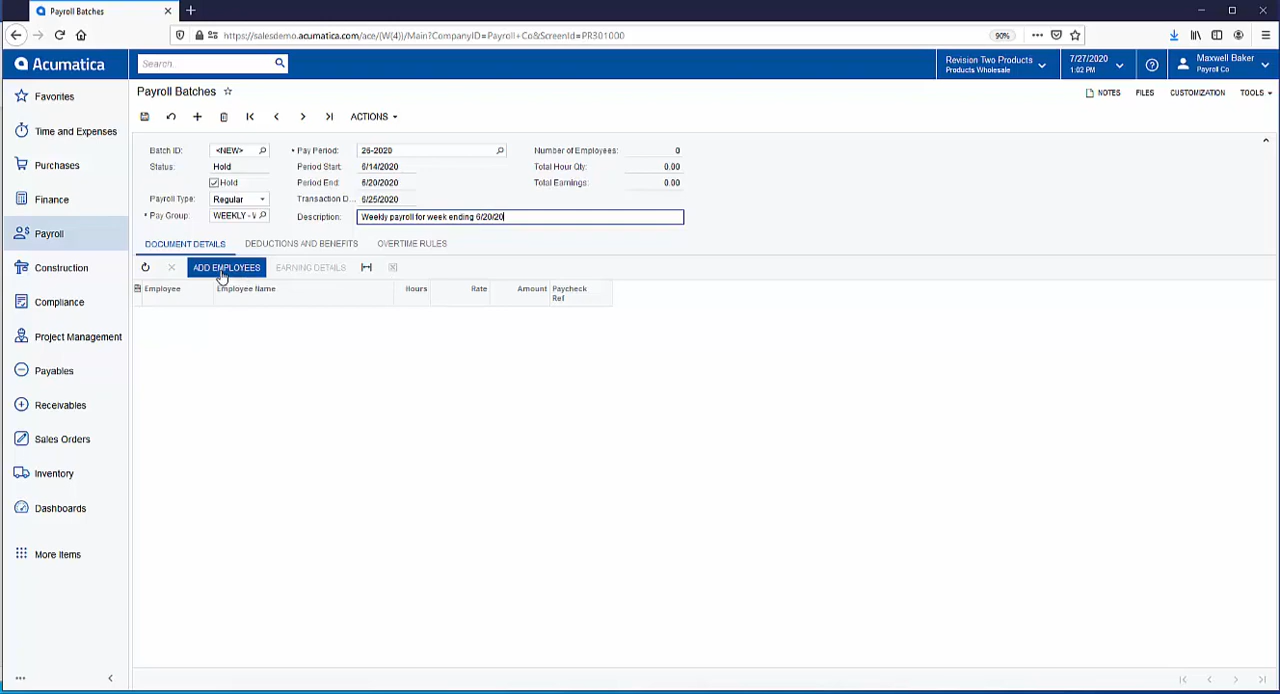 Payroll Batches
https://salesdemo.acumatica.com/ace/(W(4))/Main?CompanyID=Payroll+Co&ScreenId=PR301000
90%
Acumatica
Search...
Revision Two Products
Products Wholesale
7/27/2020
1:02 PM
Maxwell Baker
Payroll Co
Favorites
Time and Expenses
Purchases
Finance
Payroll
Construction
Compliance
Project Management
Payables
Receivables
Sales Orders
Inventory
Dashboards
More Items
Payroll Batches
NOTES FILES CUSTOMIZATION TOOLS
ACTIONS
Batch ID: <NEW> • Pay Period: 26-2020 Number of Employees: 0
Status: Hold Period Start: 6/14/2020 Total Hour Qty: 0.00
Hold Period End: 6/20/2020 Total Earnings: 0.00
Payroll Type: Regular Transaction D... 6/25/2020
• Pay Group: WEEKLY - Description: Weekly payroll for week ending 6/20/20
DOCUMENT DETAILS DEDUCTIONS AND BENEFITS OVERTIME RULES
ADD EMPLOYEES EARNING DETAILS
Employee Employee Name Hours Rate Amount Paycheck Ref